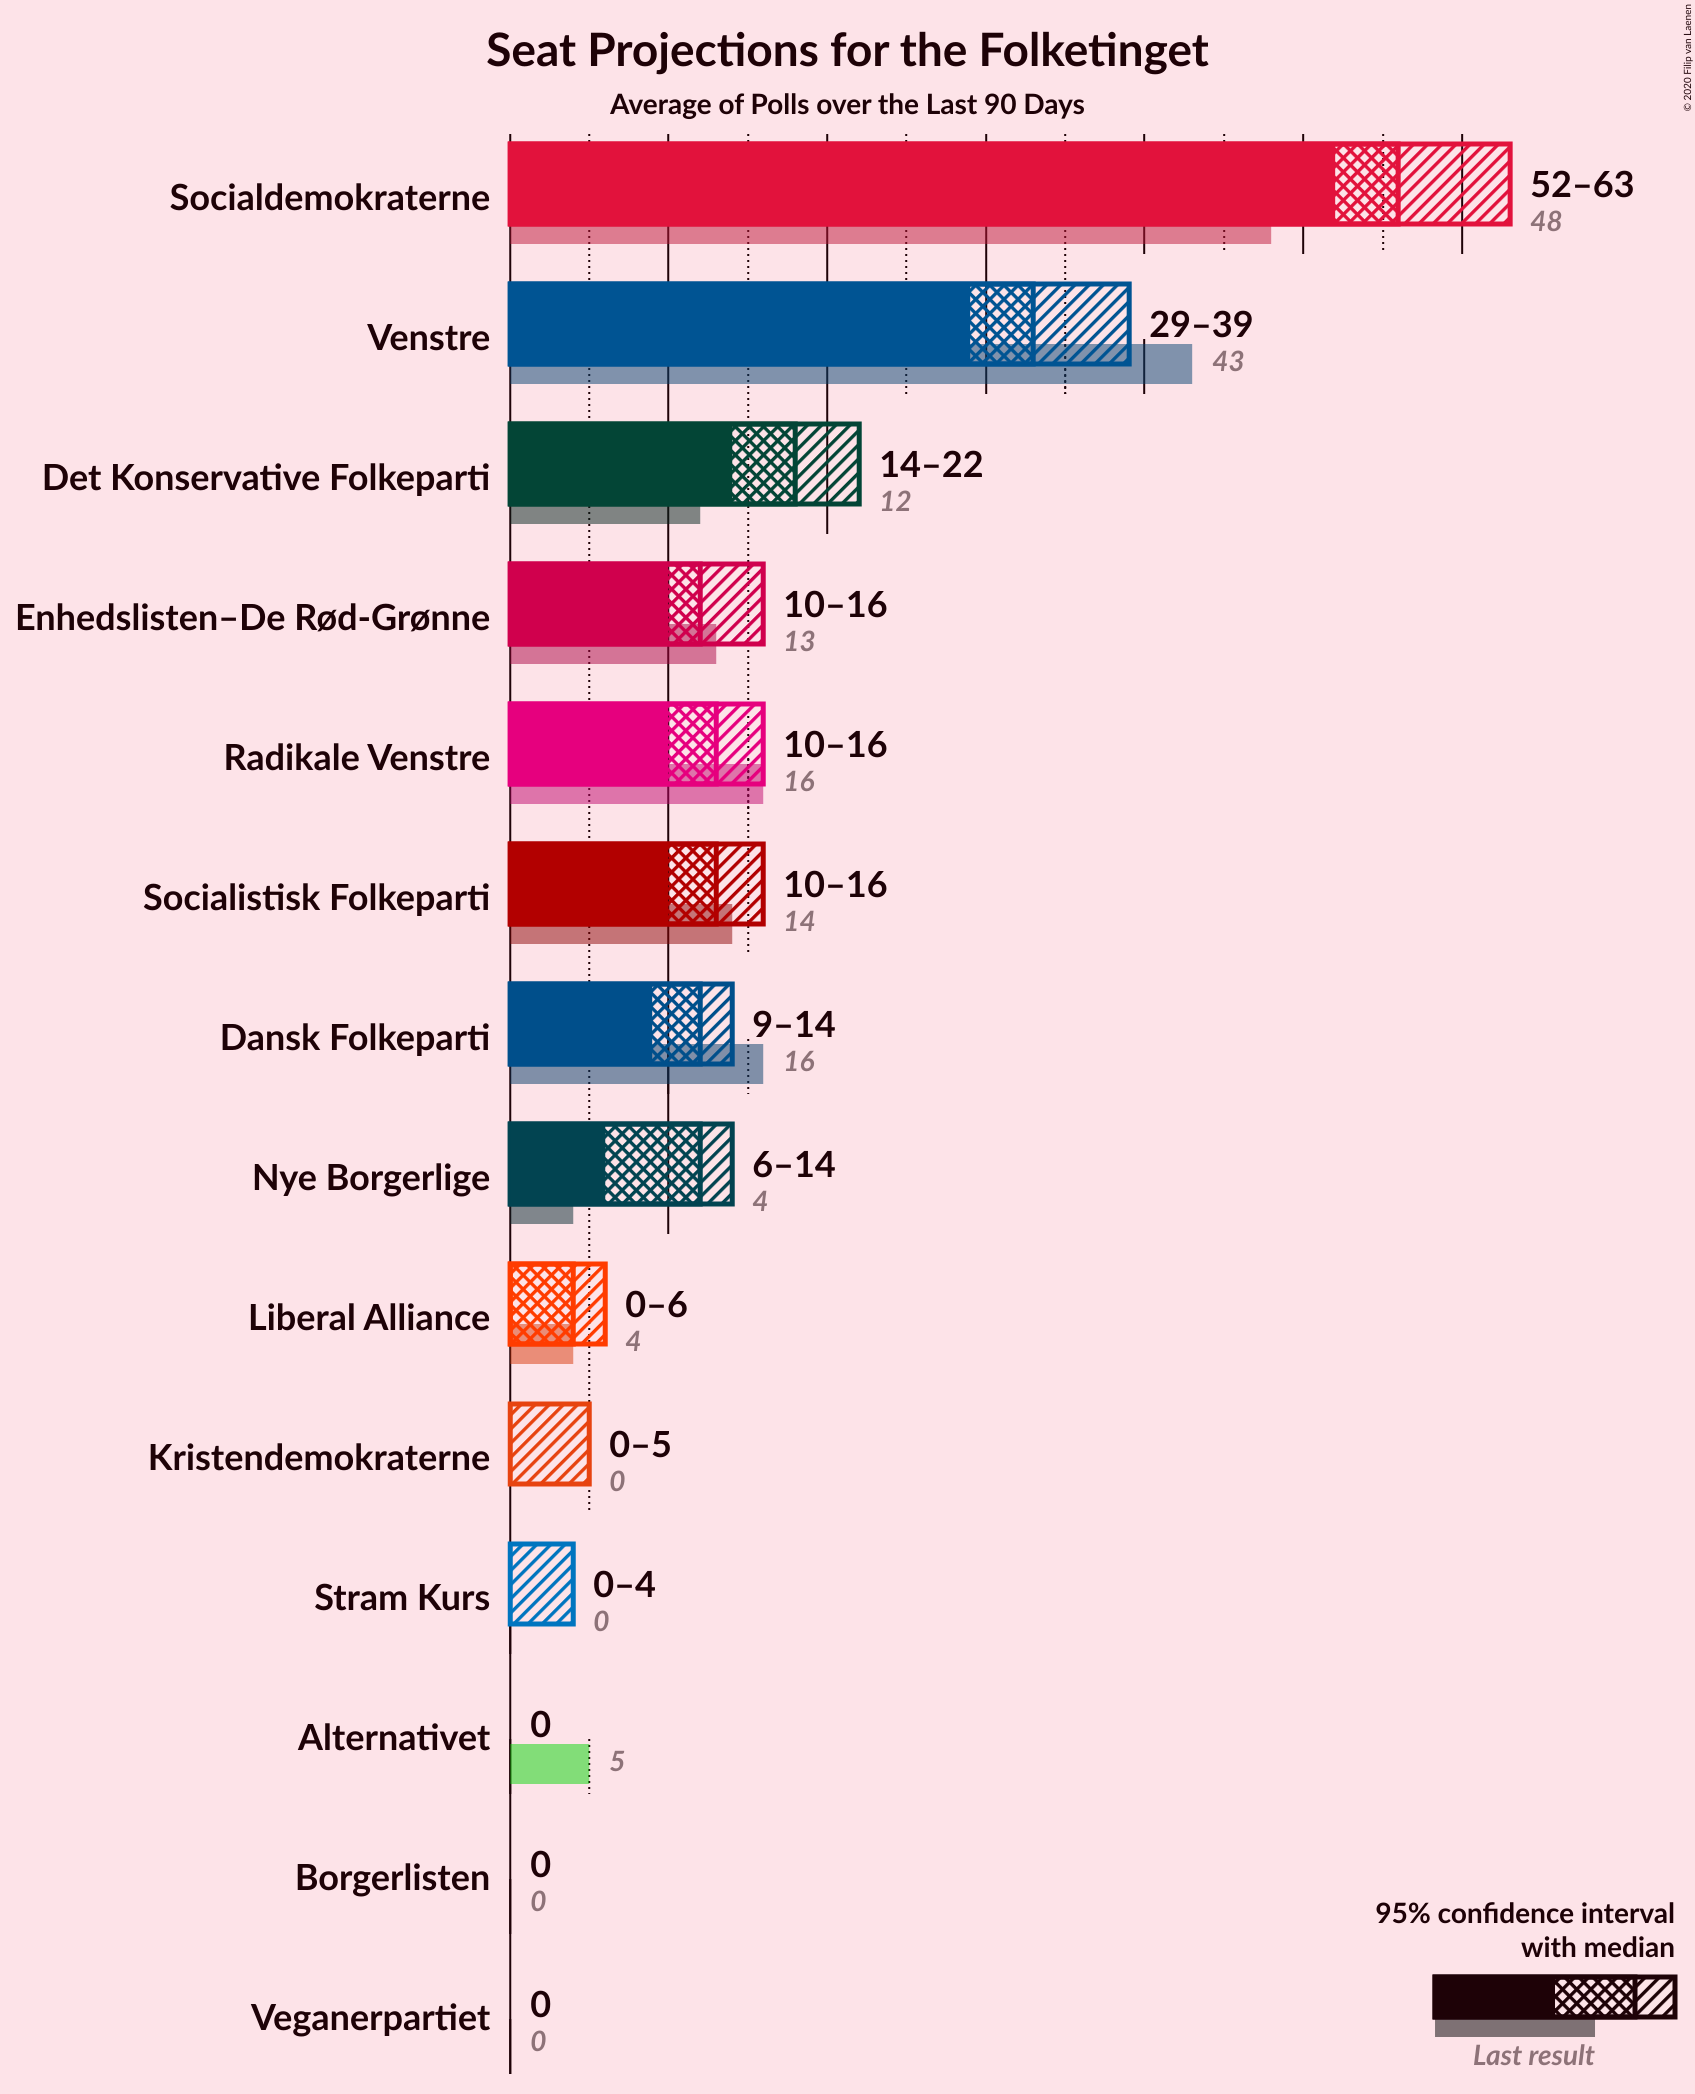 Seat Projections for the Folketinget
Average of Polls over the Last 90 Days
© 2020 Filip van Laenen
Socialdemokraterne
52–63
48
Venstre
29–39
43
Det Konservative Folkeparti
14–22
12
Enhedslisten–De Rød-Grønne
10–16
13
Radikale Venstre
10–16
16
Socialistisk Folkeparti
10–16
14
Dansk Folkeparti
9–14
16
Nye Borgerlige
6–14
4
Liberal Alliance
0–6
4
Kristendemokraterne
0–5
0
Stram Kurs
0–4
0
Alternativet
0
5
Borgerlisten
0
0
Veganerpartiet
0
0
95% confidence interval
with median
Last result